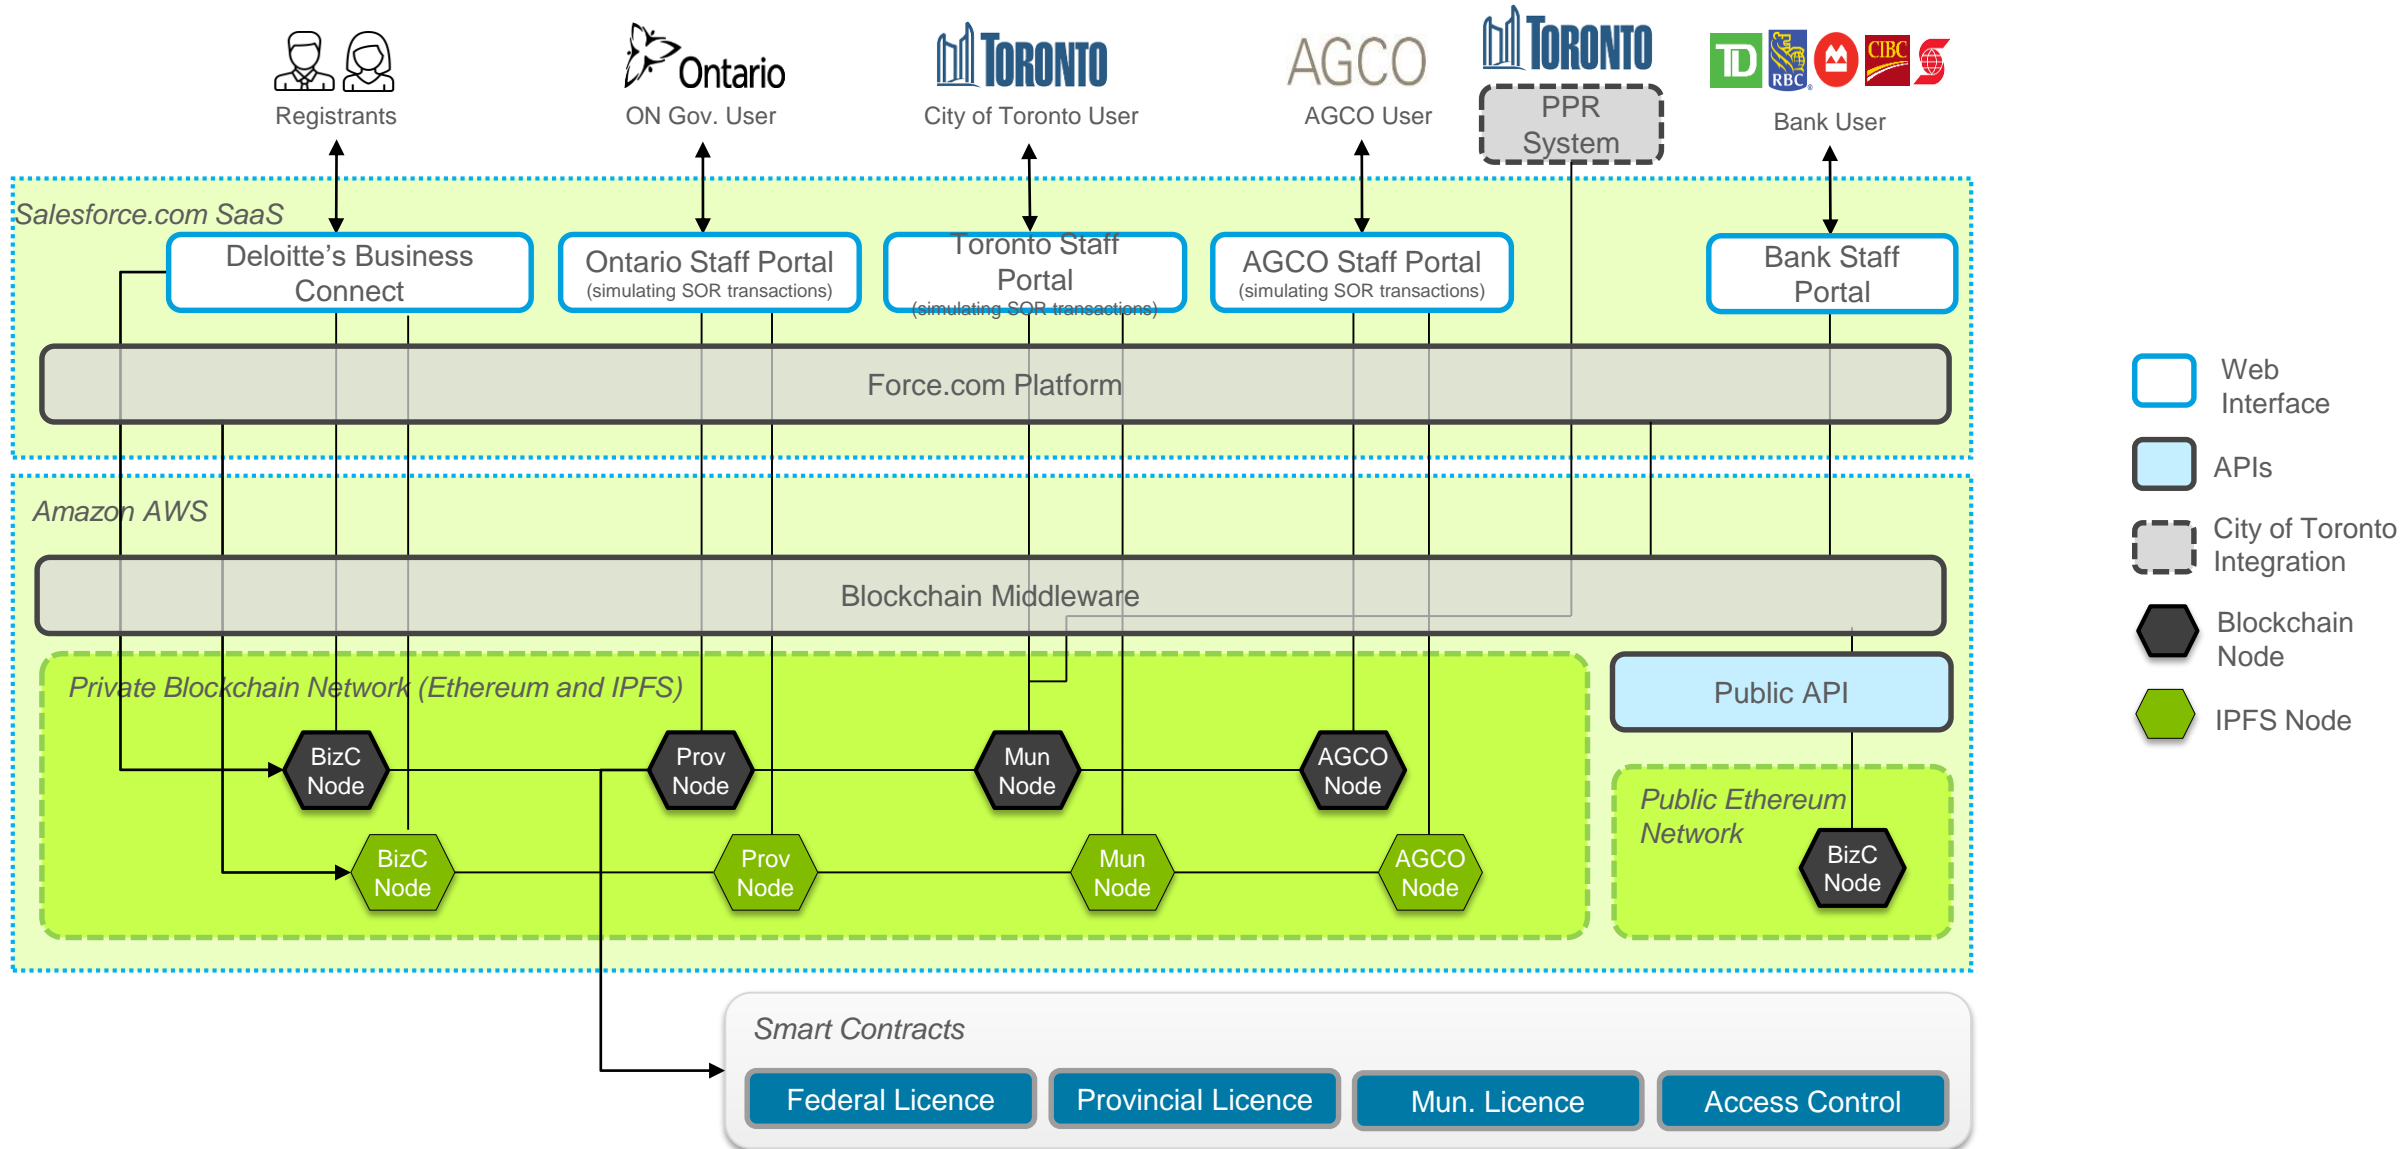 Ontario
TORONTO
AGCO
TORONTO
TD
RBC
CIBC
Registrants
ON Gov. User
City of Toronto User
AGCO User
PPR
System
Bank User
Salesforce.com SaaS
Deloitte’s Business
Connect
Ontario Staff Portal
(simulating SOR transactions)
Toronto Staff
Portal
(simulating SOR transactions)
AGCO Staff Portal
(simulating SOR transactions)
Bank Staff
Portal
Force.com Platform
Amazon AWS
Blockchain Middleware
Private Blockchain Network (Ethereum and IPFS)
BizC
Node
Prov
Node
Mun
Node
AGCO
Node
BizC
Node
Prov
Node
Mun
Node
AGCO
Node
Public API
Public Ethereum
Network
BizC
Node
Smart Contracts
Federal Licence
Provincial Licence
Mun. Licence
Access Control
Web
Interface
APIs
City of Toronto
Integration
Blockchain
Node
IPFS Node